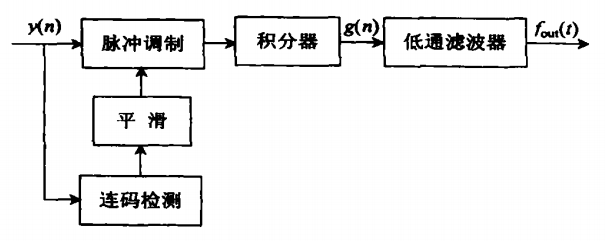 y(n)
脉冲调制
积分器
g(n)
低通滤波器
fout(t)
平 滑
连码检测